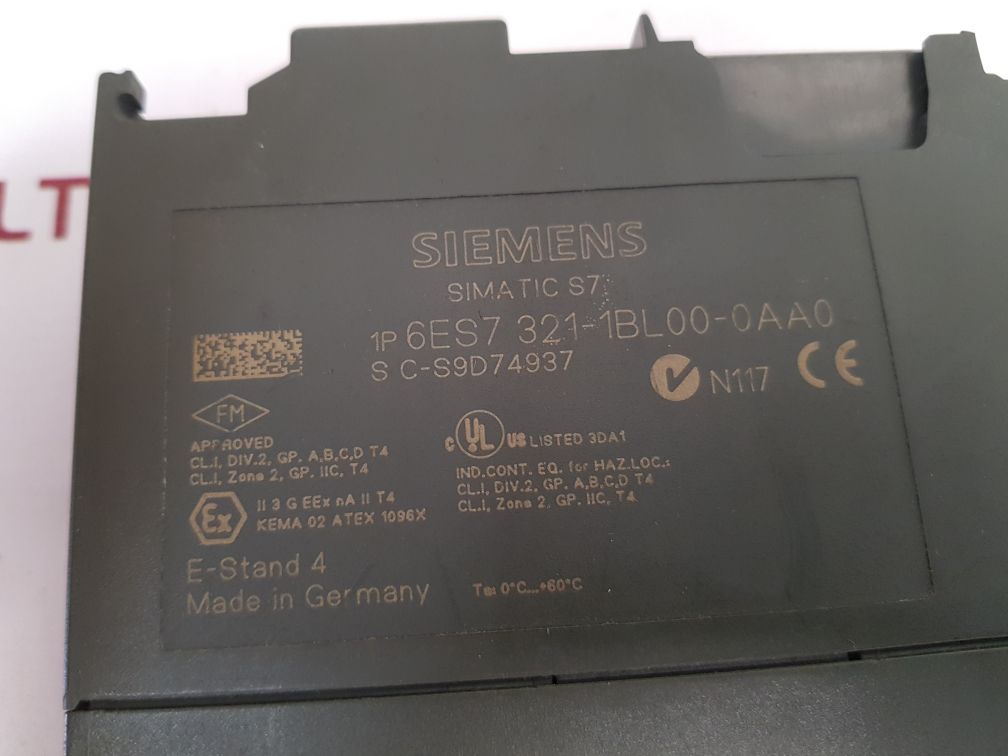 LT
SIEMENS
SIMATIC S7
1P 6ES7 321-1BL00-0AA0
S C-S9D74937
N117 CE
FM
APPROVED
CL.I, DIV.2, GP. A,B,C,D T4
CL.I, Zone 2, GP. IIC, T4
c UL US LISTED 3DA1
IND.CONT. EQ. for HAZ.LOC.:
CL.I, DIV.2, GP. A,B,C,D T4
CL.I, Zone 2, GP. IIC, T4
Ex II 3 G EEx nA II T4
KEMA 02 ATEX 1096X
E-Stand 4
Made in Germany
Ta: 0°C...+60°C